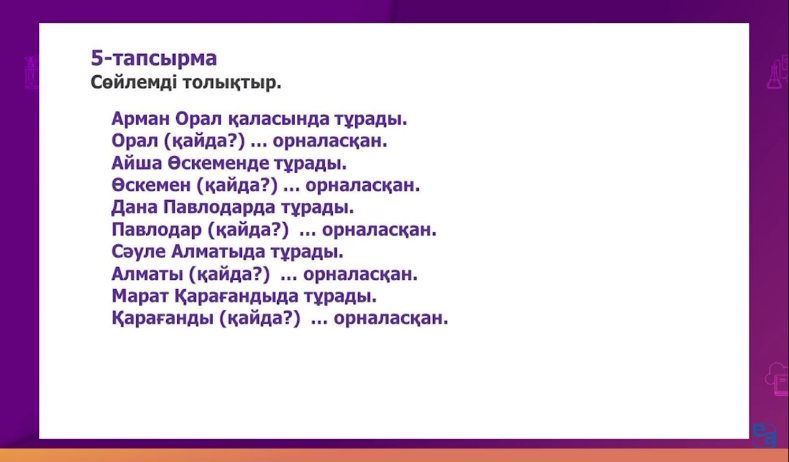 5-тапсырма
Сөйлемді толықтыр.
Арман Орал қаласында тұрады.
Орал (қайда?) ... орналасқан.
Айша Өскеменде тұрады.
Өскемен (қайда?) ... орналасқан.
Дана Павлодарда тұрады.
Павлодар (қайда?) ... орналасқан.
Сәуле Алматыда тұрады.
Алматы (қайда?) ... орналасқан.
Марат Қарағандыда тұрады.
Қарағанды (қайда?) ... орналасқан.